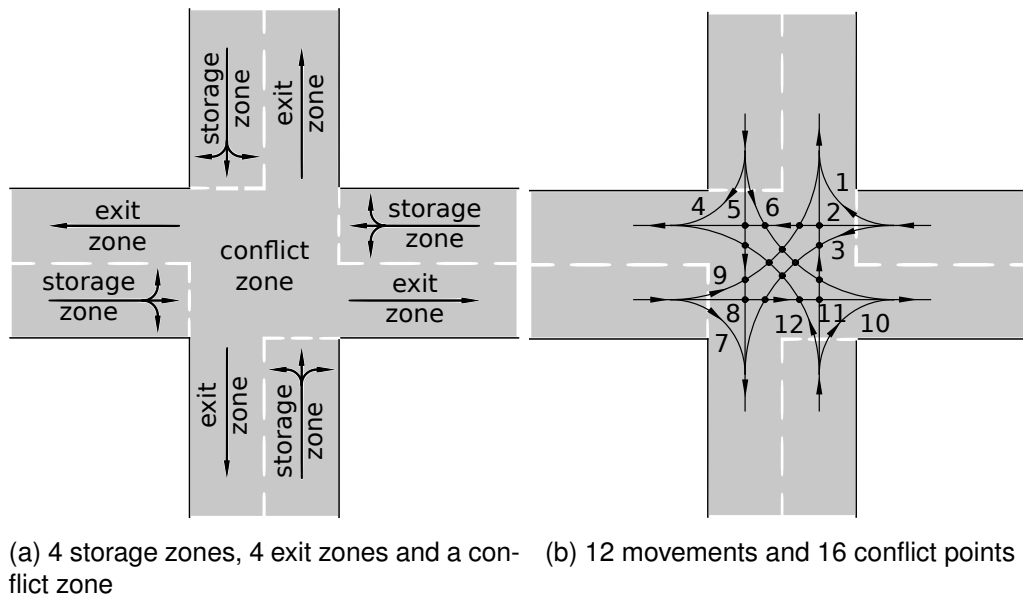 storage
zone
exit
zone
exit
zone
storage
zone
conflict
zone
storage
zone
exit
zone
exit
zone
storage
zone
1
2
3
4
5
6
7
8
9
10
11
12
(a) 4 storage zones, 4 exit zones and a con-
flict zone
(b) 12 movements and 16 conflict points